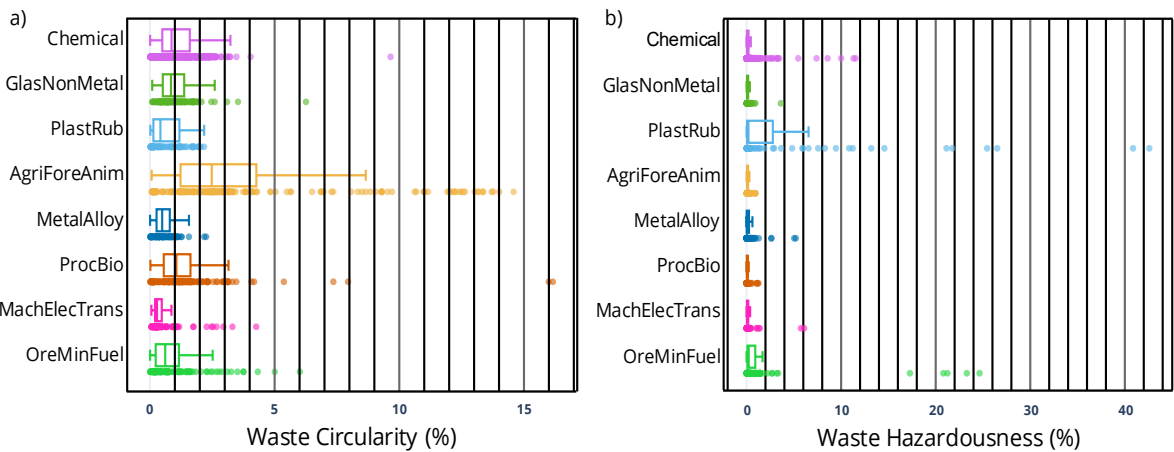 a)
Chemical
GlasNonMetal
PlastRub
AgriForeAnim
MetalAlloy
ProcBio
MachElecTrans
OreMinFuel
0 5 10 15
Waste Circularity (%)
b)
Chemical
GlasNonMetal
PlastRub
AgriForeAnim
MetalAlloy
ProcBio
MachElecTrans
OreMinFuel
0 10 20 30 40
Waste Hazardousness (%)